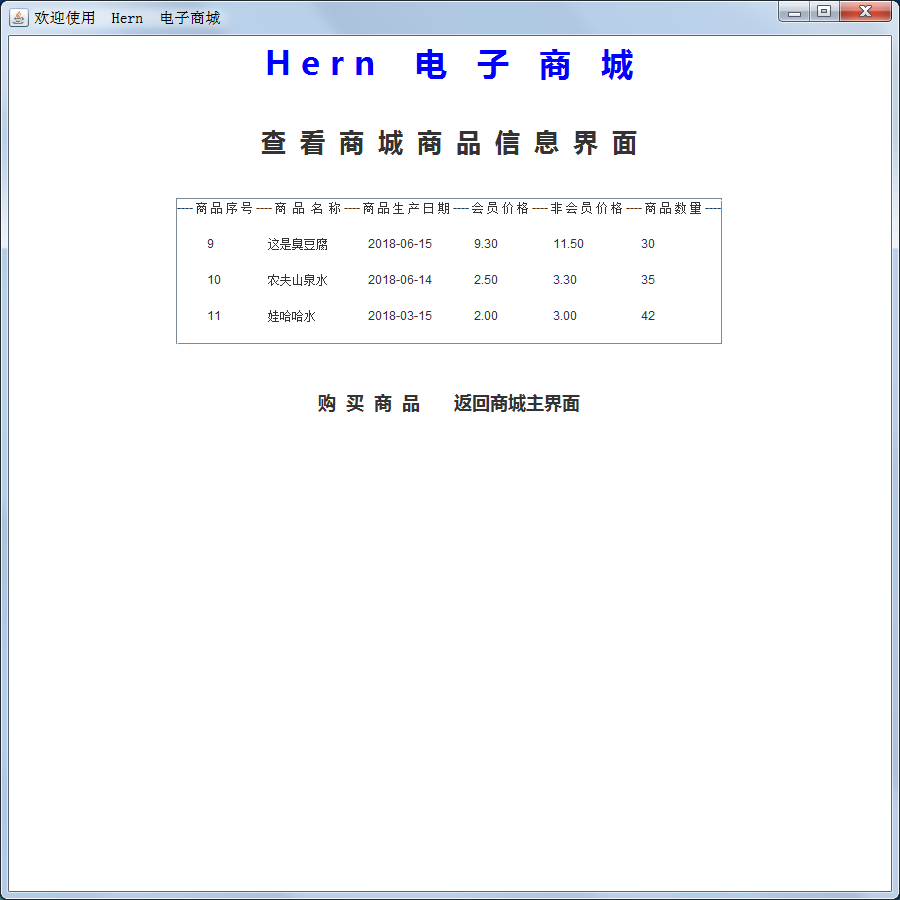 欢迎使用 Hern 电子商城
Hern 电 子 商 城
查 看 商 城 商 品 信 息 界 面
----商品序号----商 品 名 称----商品生产日期----会员价格----非会员价格----商品数量----
9 这是臭豆腐 2018-06-15 9.30 11.50 30
10 农夫山泉水 2018-06-14 2.50 3.30 35
11 娃哈哈水 2018-03-15 2.00 3.00 42
购 买 商 品 返回商城主界面